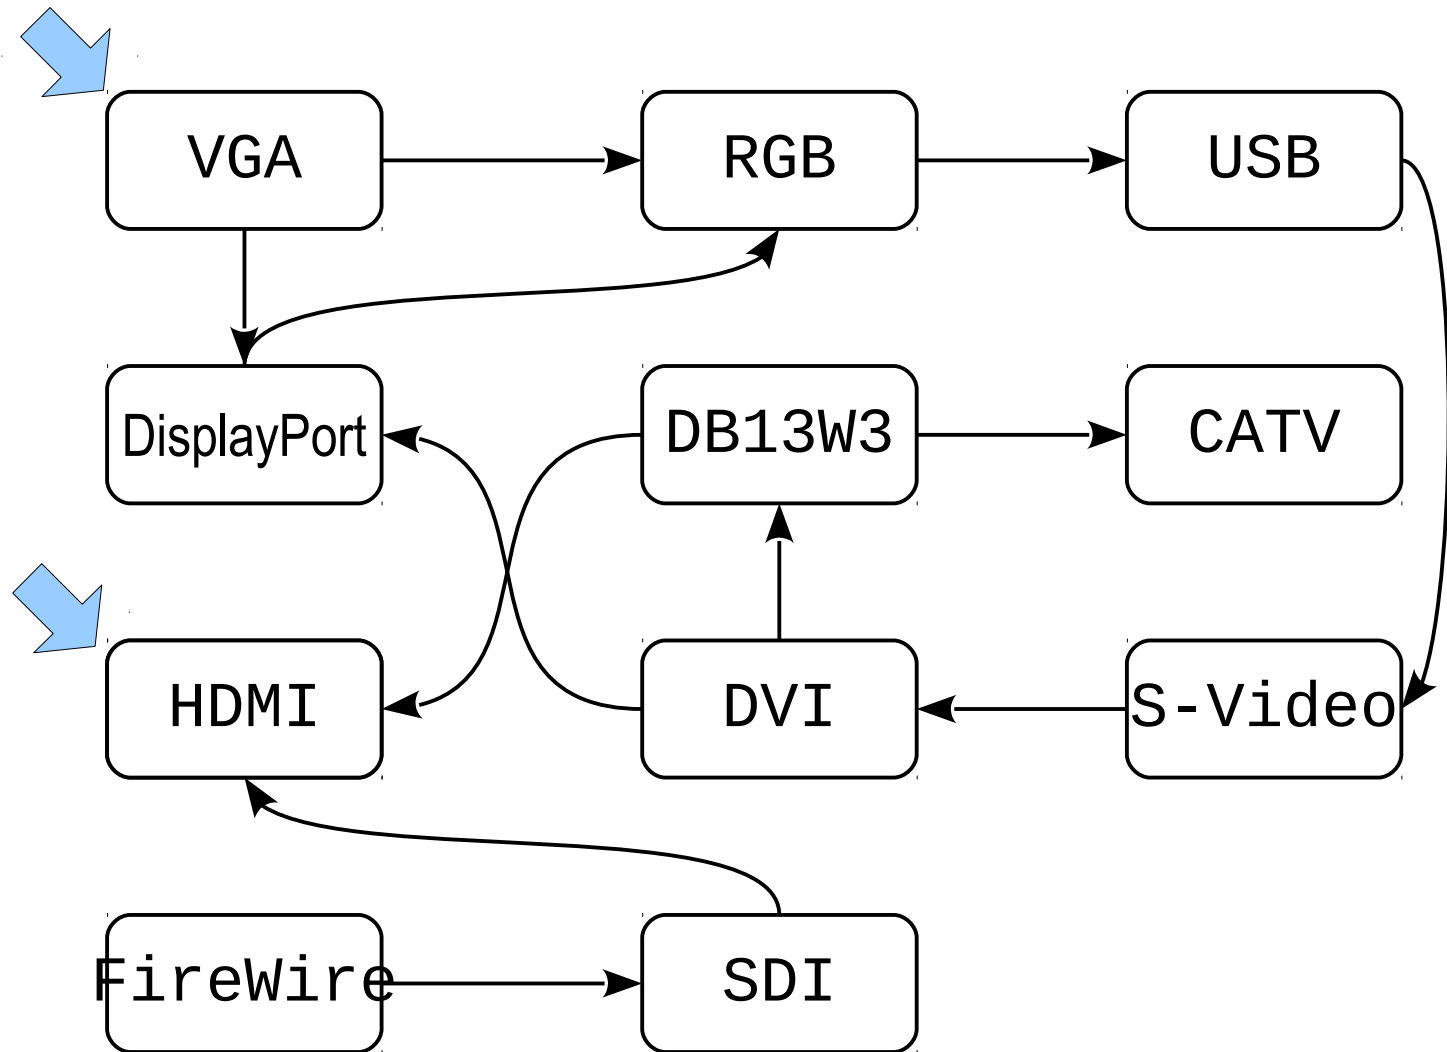 VGA
RGB
USB
DisplayPort
DB13W3
CATV
HDMI
DVI
S-Video
FireWire
SDI